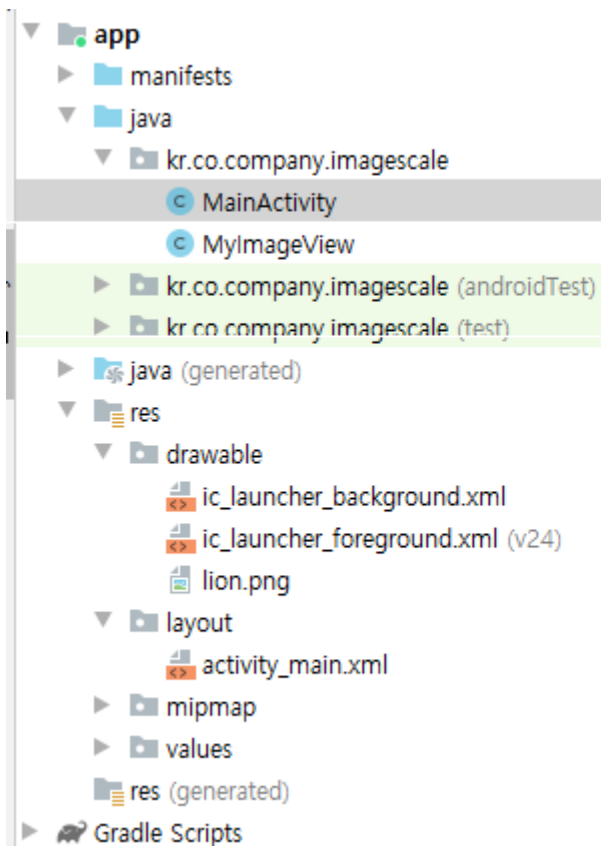 app
manifests
java
kr.co.company.imagescale
MainActivity
MyImageView
kr.co.company.imagescale (androidTest)
kr.co.company.imagescale (test)
java (generated)
res
drawable
ic_launcher_background.xml
ic_launcher_foreground.xml (v24)
lion.png
layout
activity_main.xml
mipmap
values
res (generated)
Gradle Scripts